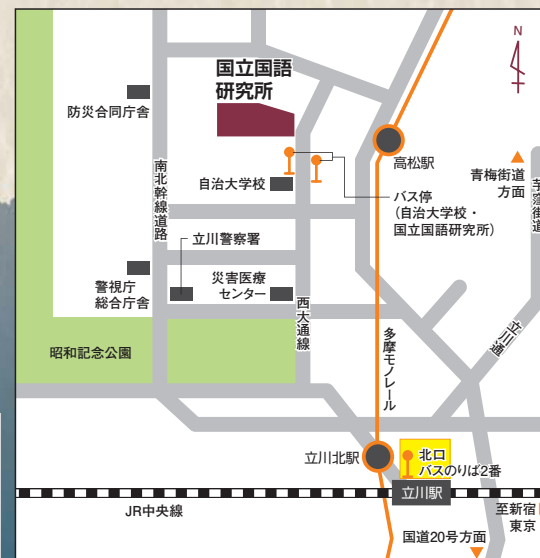 N
国立国語
研究所
防災合同庁舎
高松駅
青梅街道
方面
芋窪街道
南北幹線道路
自治大学校
バス停
(自治大学校・
国立国語研究所)
立川警察署
警視庁
総合庁舎
災害医療
センター
西大通線
昭和記念公園
多摩モノレール
立川通
立川北駅
北口
バスのりば2番
立川駅
JR中央線
至新宿
東京
国道20号方面